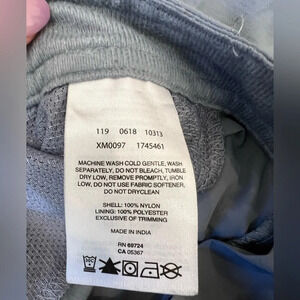 119 0618 10313
XM0097 1745461
MACHINE WASH COLD GENTLE, WASH
SEPARATELY, DO NOT BLEACH, TUMBLE
DRY LOW, REMOVE PROMPTLY, IRON
LOW, DO NOT USE FABRIC SOFTENER,
DO NOT DRYCLEAN
SHELL: 100% NYLON
LINING: 100% POLYESTER
EXCLUSIVE OF TRIMMING
MADE IN INDIA
RN 69724
CA 05367